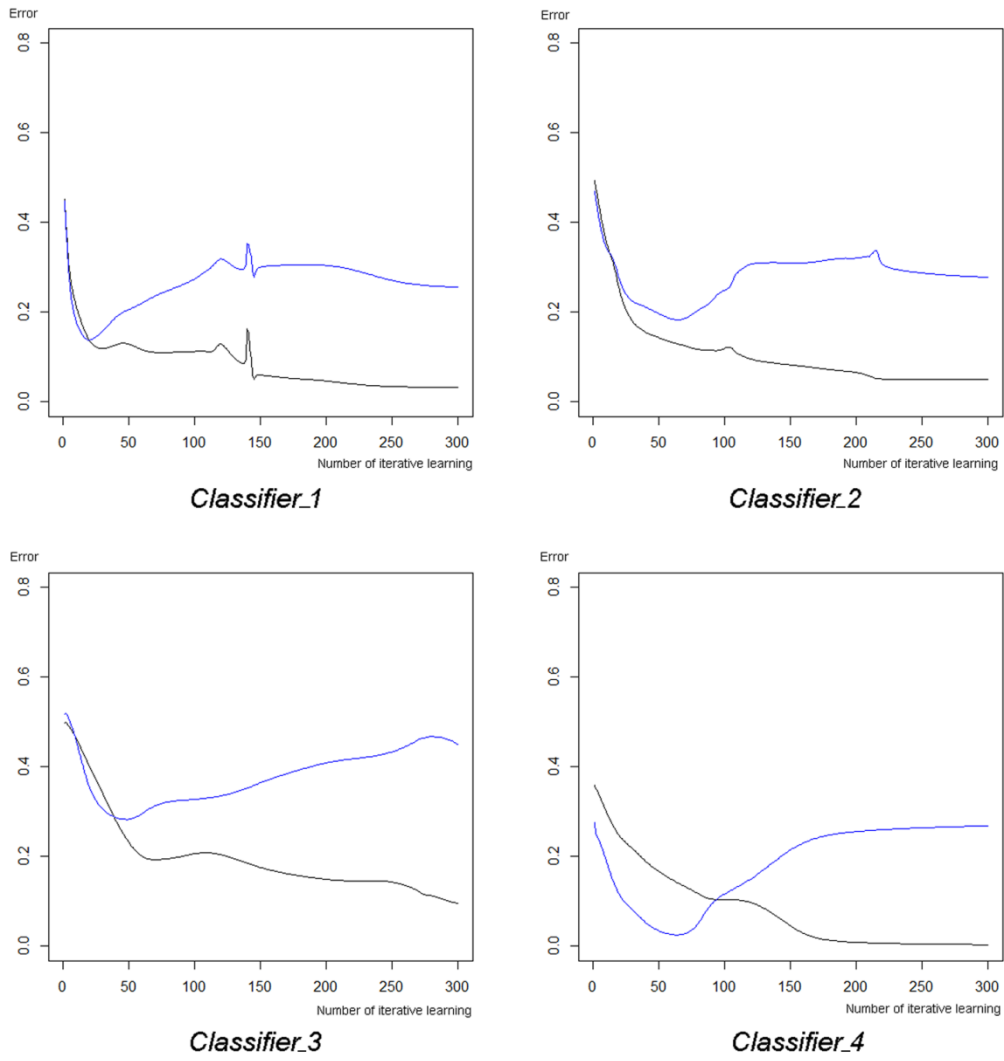 Error
0.8
0.6
0.4
0.2
0.0
0 50 100 150 200 250 300
Number of iterative learning
Classifier_1
Error
0.8
0.6
0.4
0.2
0.0
0 50 100 150 200 250 300
Number of iterative learning
Classifier_2
Error
0.8
0.6
0.4
0.2
0.0
0 50 100 150 200 250 300
Number of iterative learning
Classifier_3
Error
0.8
0.6
0.4
0.2
0.0
0 50 100 150 200 250 300
Number of iterative learning
Classifier_4